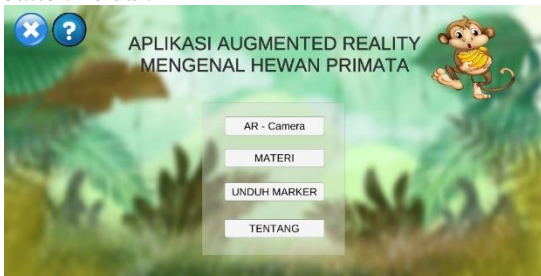 ?
APLIKASI AUGMENTED REALITY
MENGENAL HEWAN PRIMATA
AR - Camera
MATERI
UNDUH MARKER
TENTANG